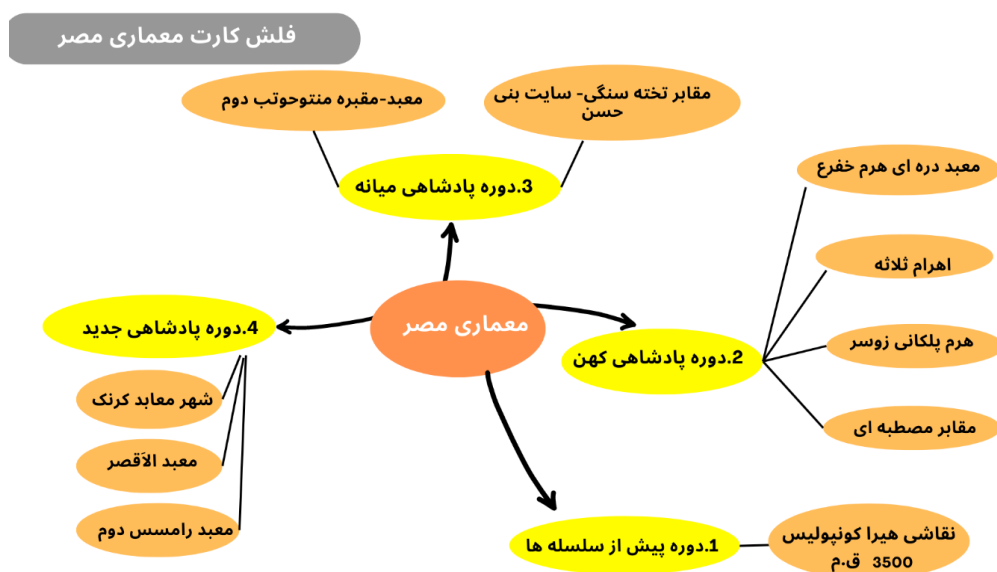 فلش کارت معماری مصر
معماری مصر
1.دوره پیش از سلسله ها
نقاشی هیرا کونپولیس
3500 ق.م
2.دوره پادشاهی کهن
معبد دره ای هرم خفرع
اهرام ثلاثه
هرم پلکانی زوسر
مقابر مصطبه ای
3.دوره پادشاهی میانه
مقابر تخته سنگی- سایت بنی
حسن
معبد-مقبره منتوحوتب دوم
4.دوره پادشاهی جدید
شهر معابد کرنک
معبد الاَقصر
معبد رامسس دوم